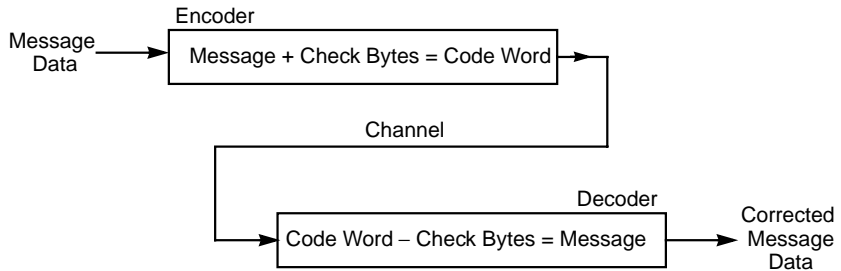 Encoder
Message
Data
Message + Check Bytes = Code Word
Channel
Decoder
Code Word – Check Bytes = Message
Corrected
Message
Data